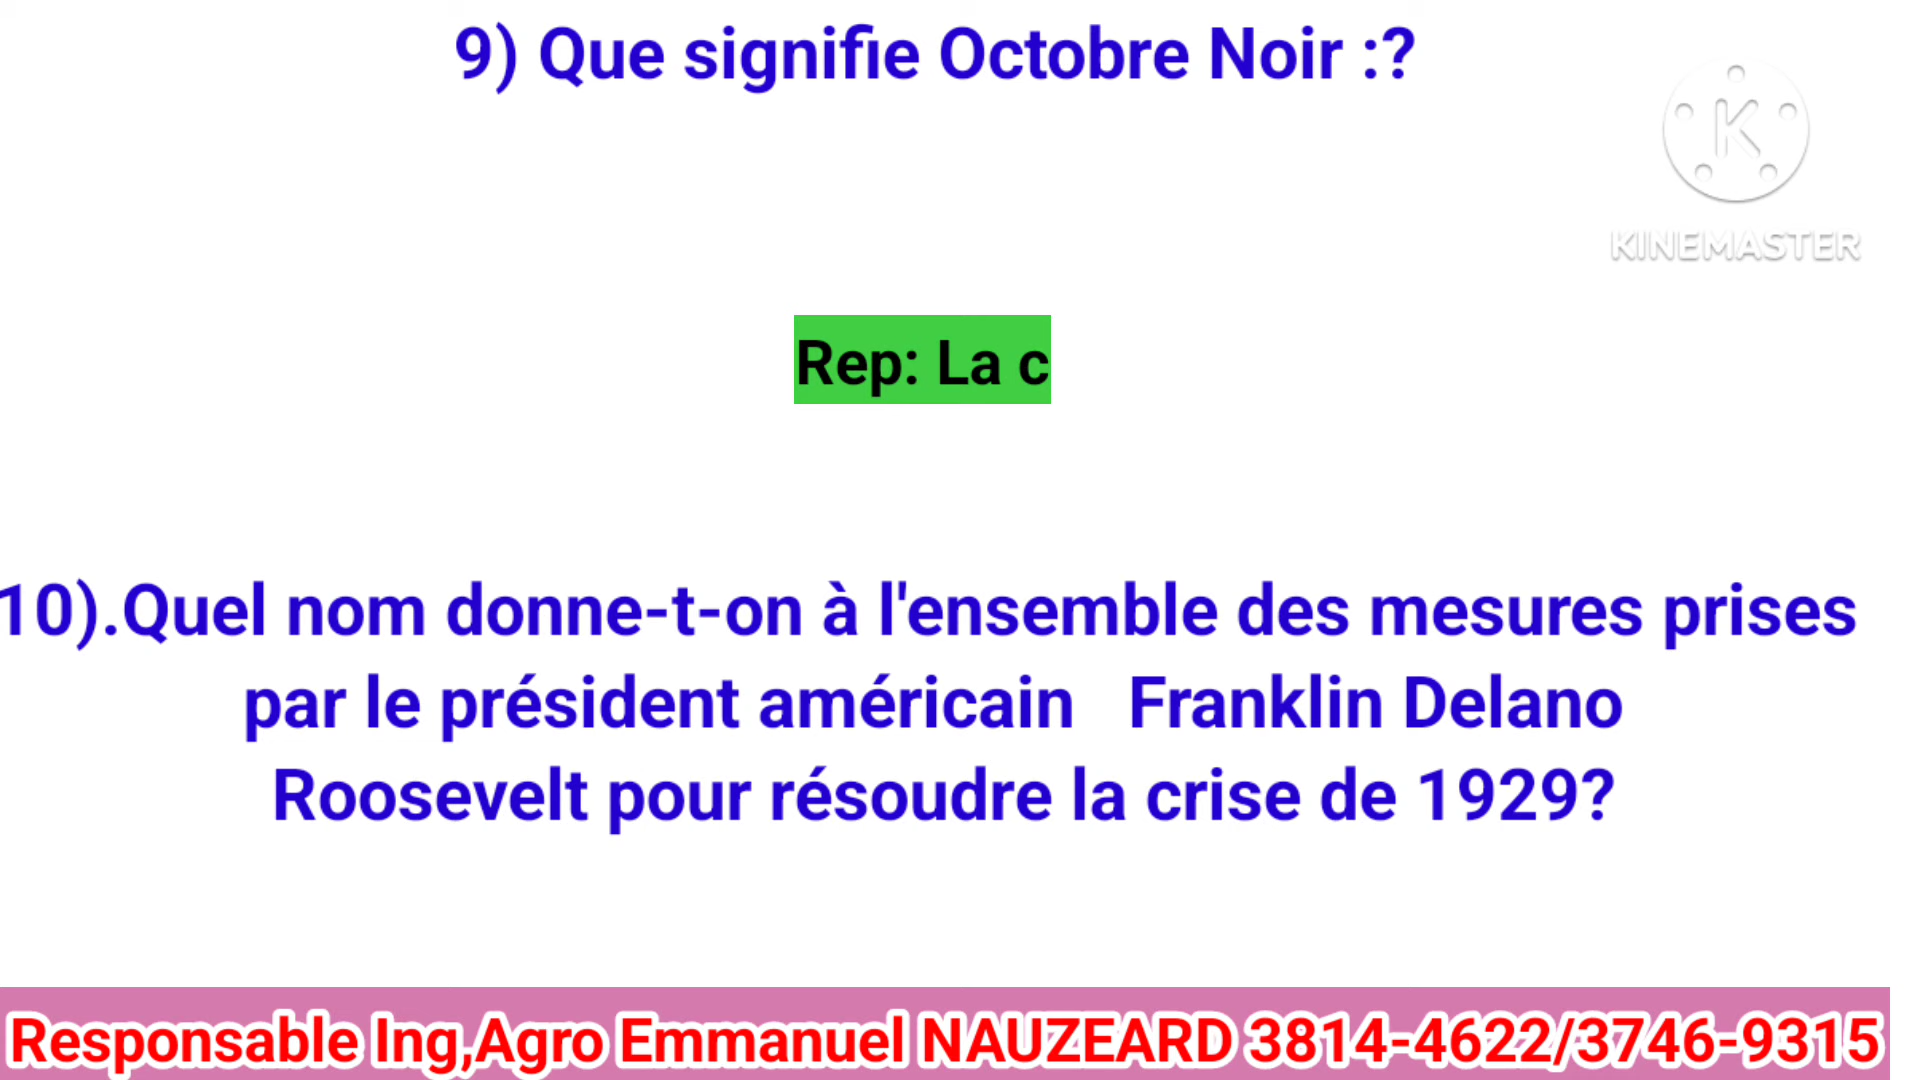 9) Que signifie Octobre Noir :?
KINEMASTER
Rep: La c
10).Quel nom donne-t-on à l'ensemble des mesures prises
par le président américain Franklin Delano
Roosevelt pour résoudre la crise de 1929?
Responsable Ing,Agro Emmanuel NAUZEARD 3814-4622/3746-9315